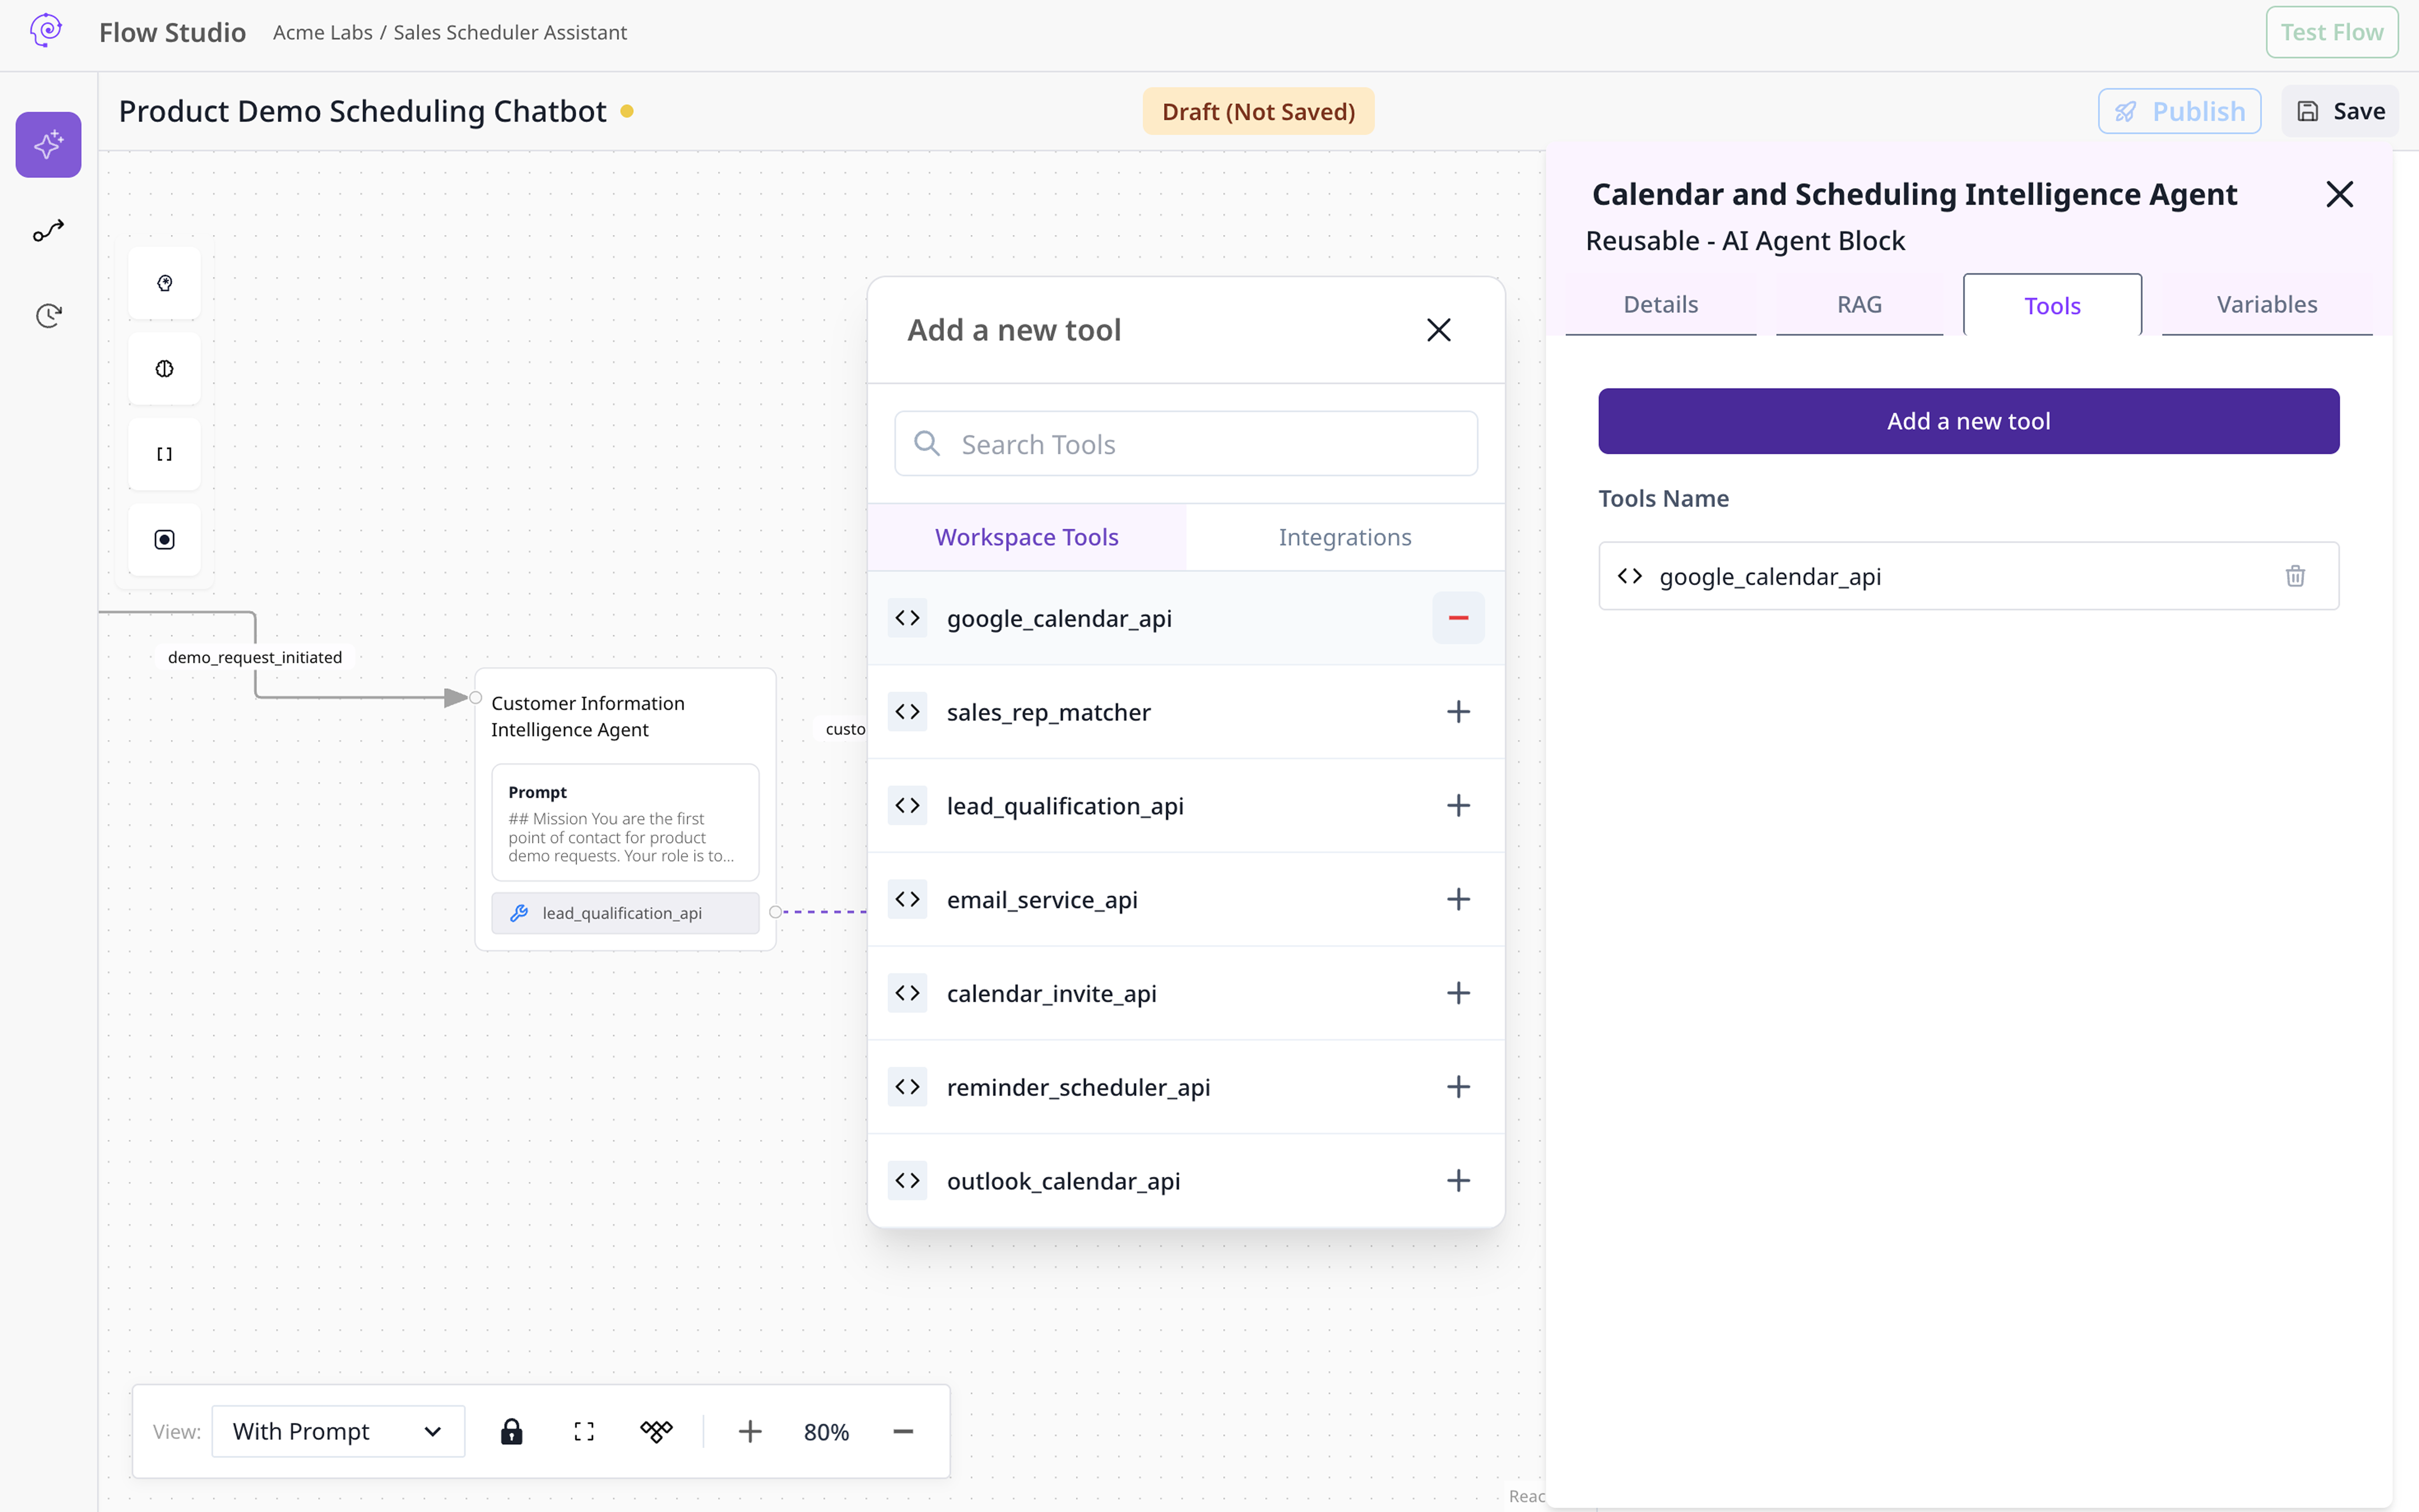 Flow Studio
Acme Labs / Sales Scheduler Assistant
Test Flow
Product Demo Scheduling Chatbot
Draft (Not Saved)
Publish
Save
demo_request_initiated
Customer Information
Intelligence Agent
Prompt
## Mission You are the first
point of contact for product
demo requests. Your role is to...
lead_qualification_api
custo
Add a new tool
Search Tools
Workspace Tools
Integrations
google_calendar_api
sales_rep_matcher
lead_qualification_api
email_service_api
calendar_invite_api
reminder_scheduler_api
outlook_calendar_api
Calendar and Scheduling Intelligence Agent
Reusable - AI Agent Block
Details
RAG
Tools
Variables
Add a new tool
Tools Name
google_calendar_api
View:
With Prompt
80%
Reac